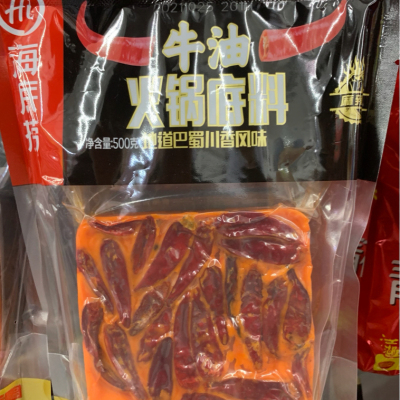 海底捞
牛油
火锅底料
净含量:500克
地道巴蜀川香风味